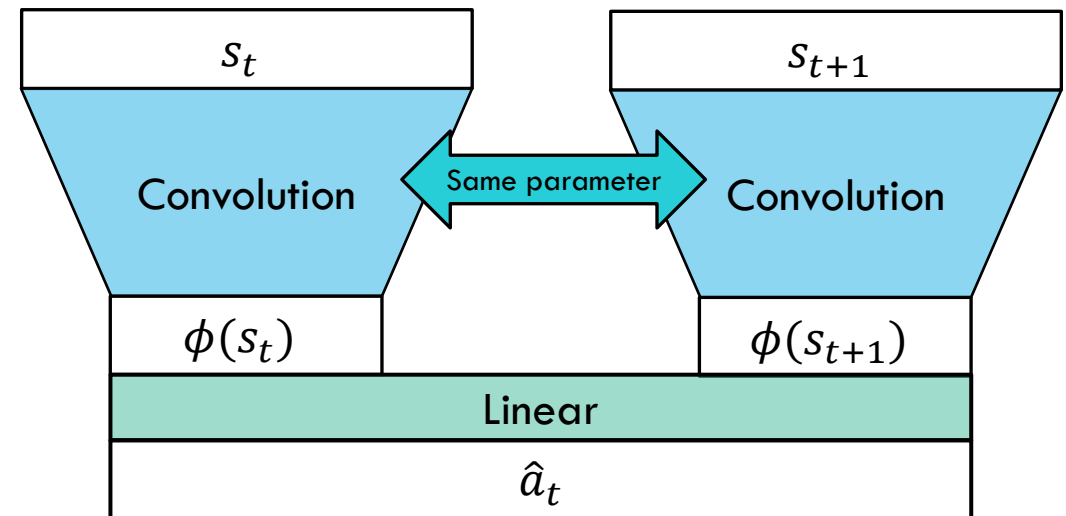 s_t
s_{t+1}
Convolution
Same parameter
Convolution
ϕ(s_t)
ϕ(s_{t+1})
Linear
â_t